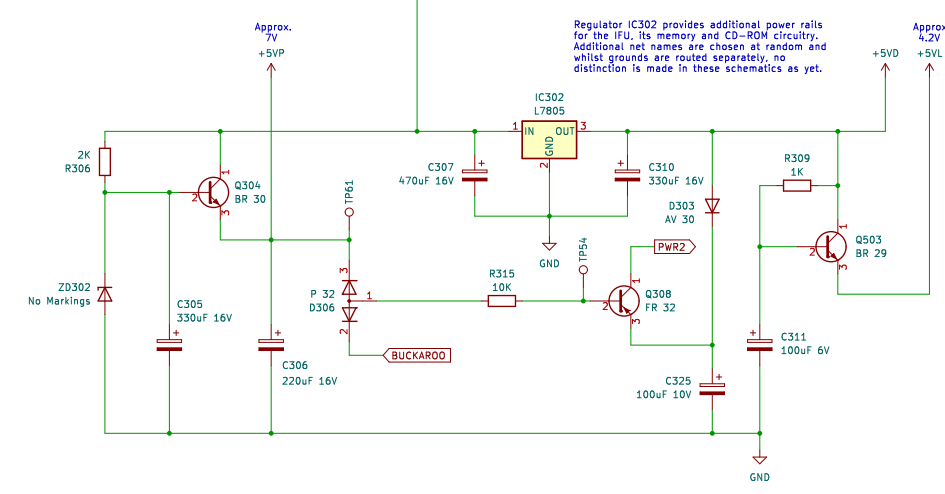 Approx.
7V
+5VP
Regulator IC302 provides additional power rails
for the IFU, its memory and CD-ROM circuitry.
Additional net names are chosen at random and
whilst grounds are routed separately, no
distinction is made in these schematics as yet.
Approx
4.2V
+5VD
+5VL
IC302
L7805
1
IN
OUT
3
GND
2
2K
R306
1
Q304
2
BR 30
3
TP61
C307
+
470uF 16V
+
C310
330uF 16V
R309
1K
D303
AV 30
1
Q503
2
BR 29
3
GND
TP54
PWR2
ZD302
No Markings
3
P 32
D306
1
2
R315
10K
1
Q308
2
FR 32
3
C305
330uF 16V
+
+
C306
220uF 16V
BUCKAROO
+
C311
100uF 6V
C325
+
100uF 10V
GND